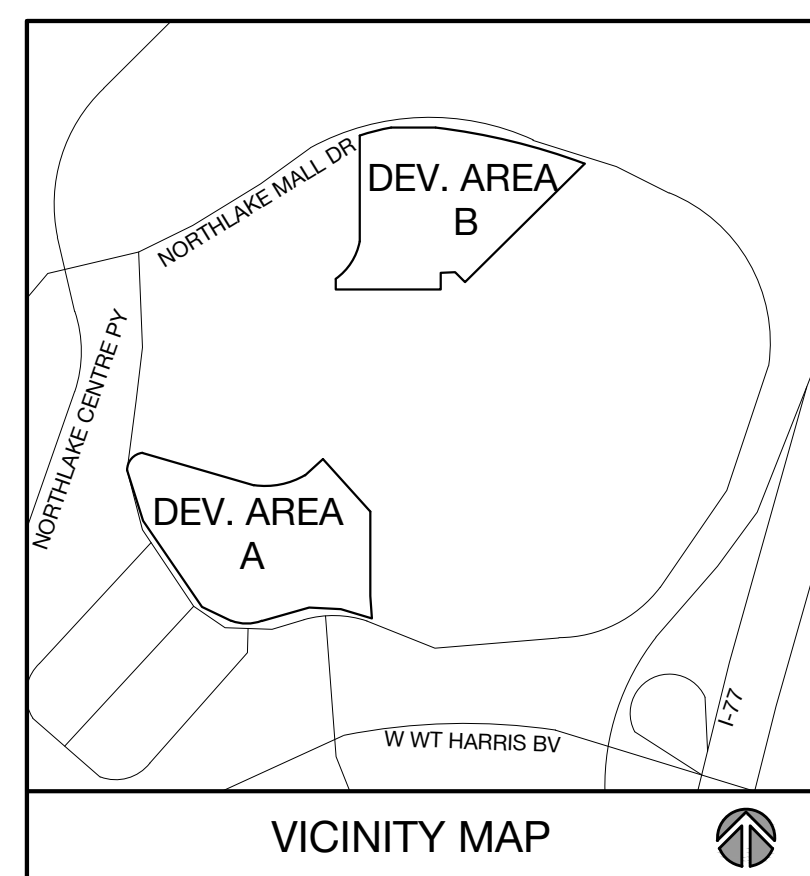 NORTHLAKE MALL DR
DEV. AREA
B
NORTHLAKE CENTRE PY
DEV. AREA
A
I-77
W WT HARRIS BV
VICINITY MAP